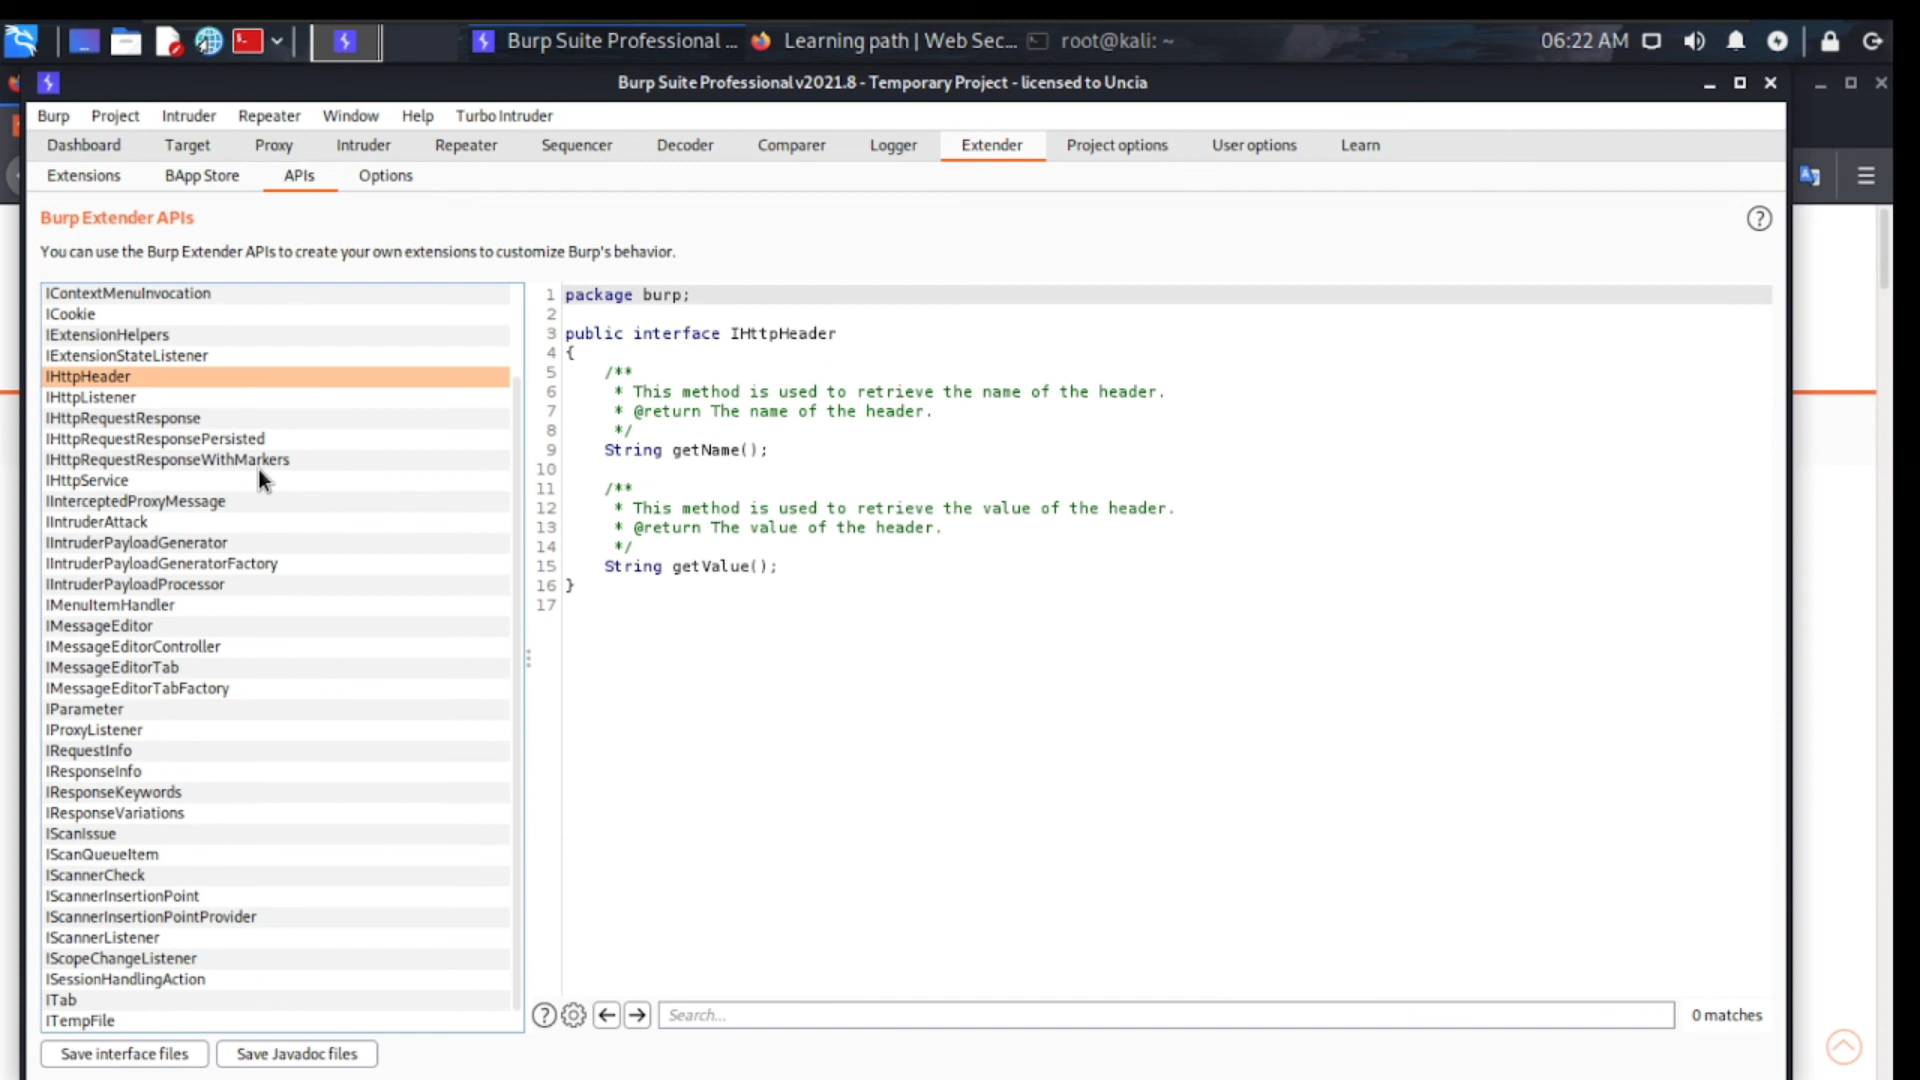 Burp Suite Professional ... Learning path | Web Sec... root@kali: ~ 06:22 AM
Burp Suite Professional v2021.8 - Temporary Project - licensed to Uncia
Burp Project Intruder Repeater Window Help Turbo Intruder
Dashboard Target Proxy Intruder Repeater Sequencer Decoder Comparer Logger Extender Project options User options Learn
Extensions BApp Store APIs Options
Burp Extender APIs
You can use the Burp Extender APIs to create your own extensions to customize Burp's behavior.
IContextMenuInvocation
ICookie
IExtensionHelpers
IExtensionStateListener
IHttpHeader
IHttpListener
IHttpRequestResponse
IHttpRequestResponsePersisted
IHttpRequestResponseWithMarkers
IHttpService
IInterceptedProxyMessage
IIntruderAttack
IIntruderPayloadGenerator
IIntruderPayloadGeneratorFactory
IIntruderPayloadProcessor
IMenuItemHandler
IMessageEditor
IMessageEditorController
IMessageEditorTab
IMessageEditorTabFactory
IParameter
IProxyListener
IRequestInfo
IResponseInfo
IResponseKeywords
IResponseVariations
IScanIssue
IScanQueueItem
IScannerCheck
IScannerInsertionPoint
IScannerInsertionPointProvider
IScannerListener
IScopeChangeListener
ISessionHandlingAction
ITab
ITempFile
1 package burp;
2
3 public interface IHttpHeader
4 {
5 /**
6 * This method is used to retrieve the name of the header.
7 * @return The name of the header.
8 */
9 String getName();
10
11 /**
12 * This method is used to retrieve the value of the header.
13 * @return The value of the header.
14 */
15 String getValue();
16 }
17
Search... 0 matches
Save interface files Save Javadoc files